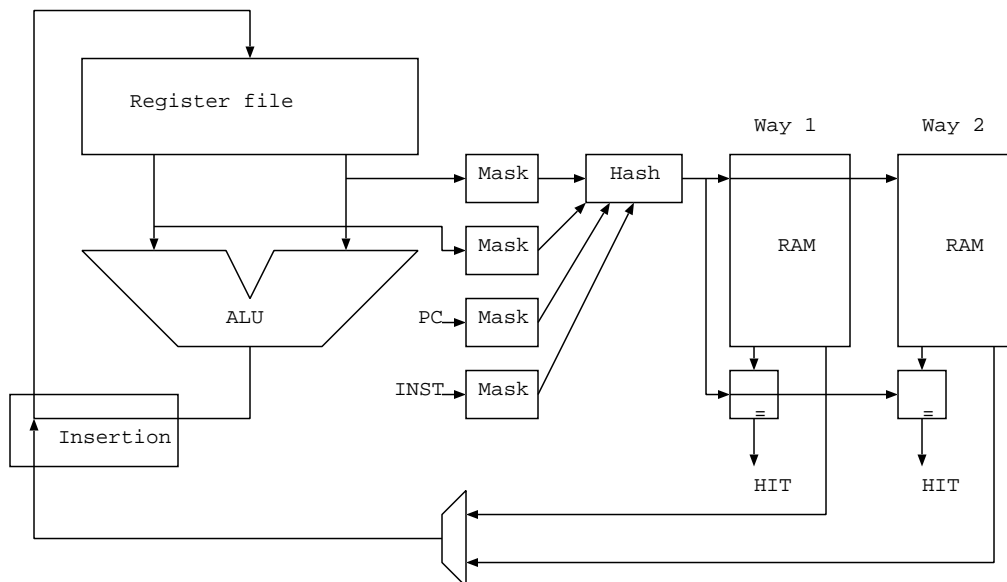 Register file
Way 1
Way 2
Mask
Hash
Mask
RAM
RAM
ALU
PC
Mask
INST
Mask
=
=
Insertion
HIT
HIT